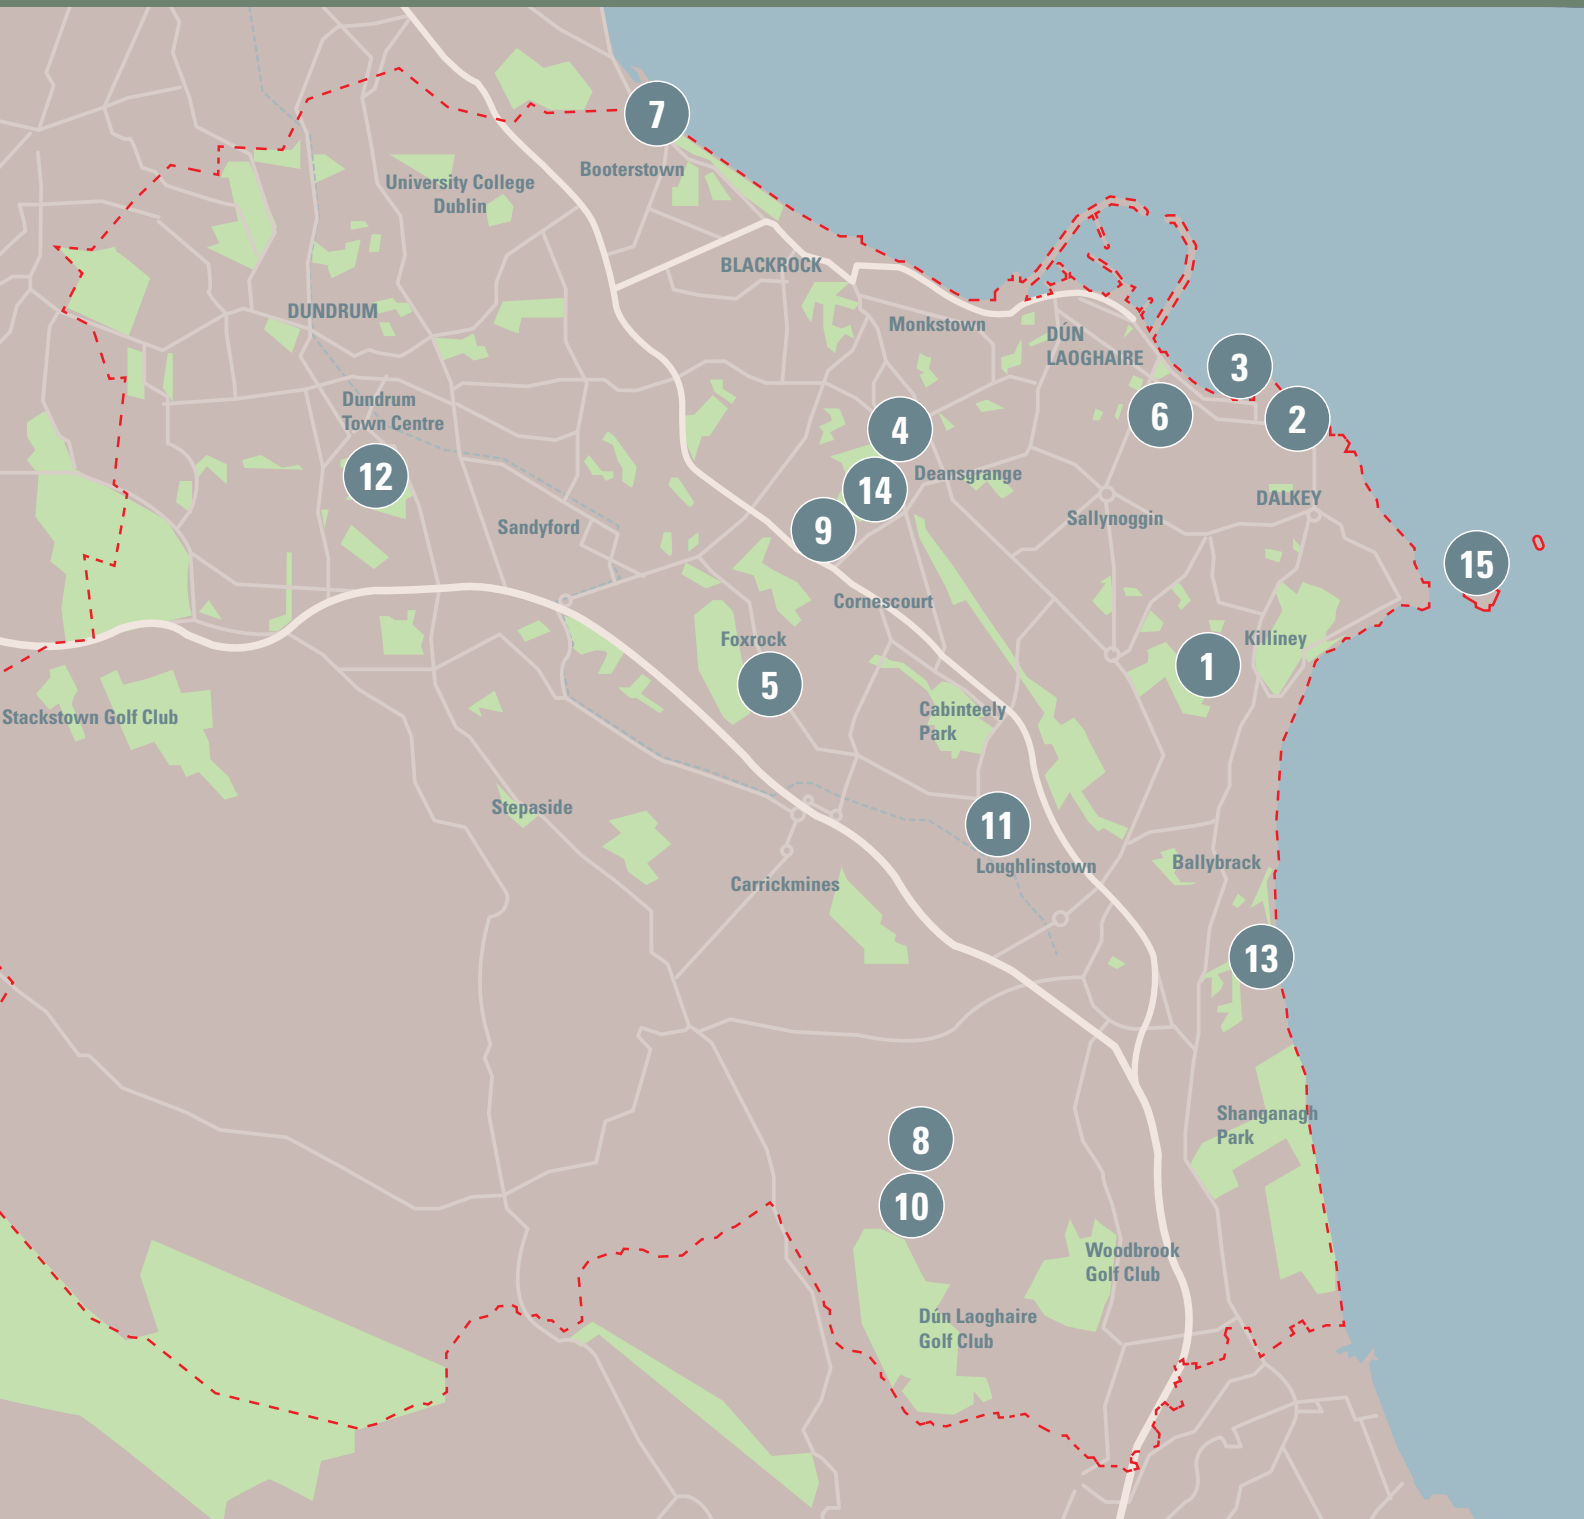 7
Booterstown
University College
Dublin
BLACKROCK
DUNDRUM
Monkstown
DÚN
LAOGHAIRE
3
2
6
Dundrum
Town Centre
4
12
14
Deansgrange
9
Sandyford
Sallynoggin
DALKEY
15
Cornescourt
Foxrock
5
1
Killiney
Stackstown Golf Club
Cabinteely
Park
Stepaside
11
Loughlinstown
Ballybrack
Carrickmines
13
Shanganagh
Park
8
10
Woodbrook
Golf Club
Dún Laoghaire
Golf Club